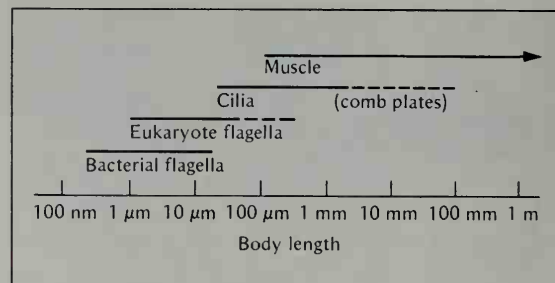 Muscle
Cilia (comb plates)
Eukaryote flagella
Bacterial flagella
100 nm 1 μm 10 μm 100 μm 1 mm 10 mm 100 mm 1 m
Body length